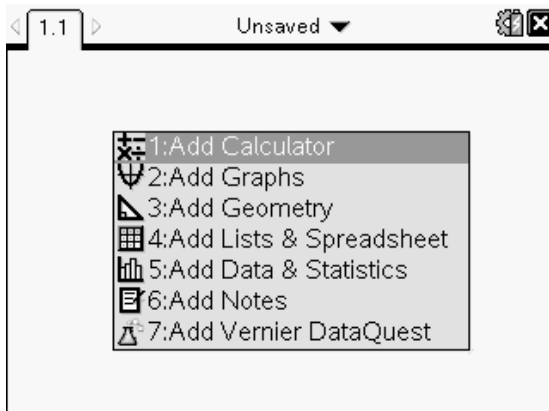 1.1 Unsaved
1:Add Calculator
2:Add Graphs
3:Add Geometry
4:Add Lists & Spreadsheet
5:Add Data & Statistics
6:Add Notes
7:Add Vernier DataQuest